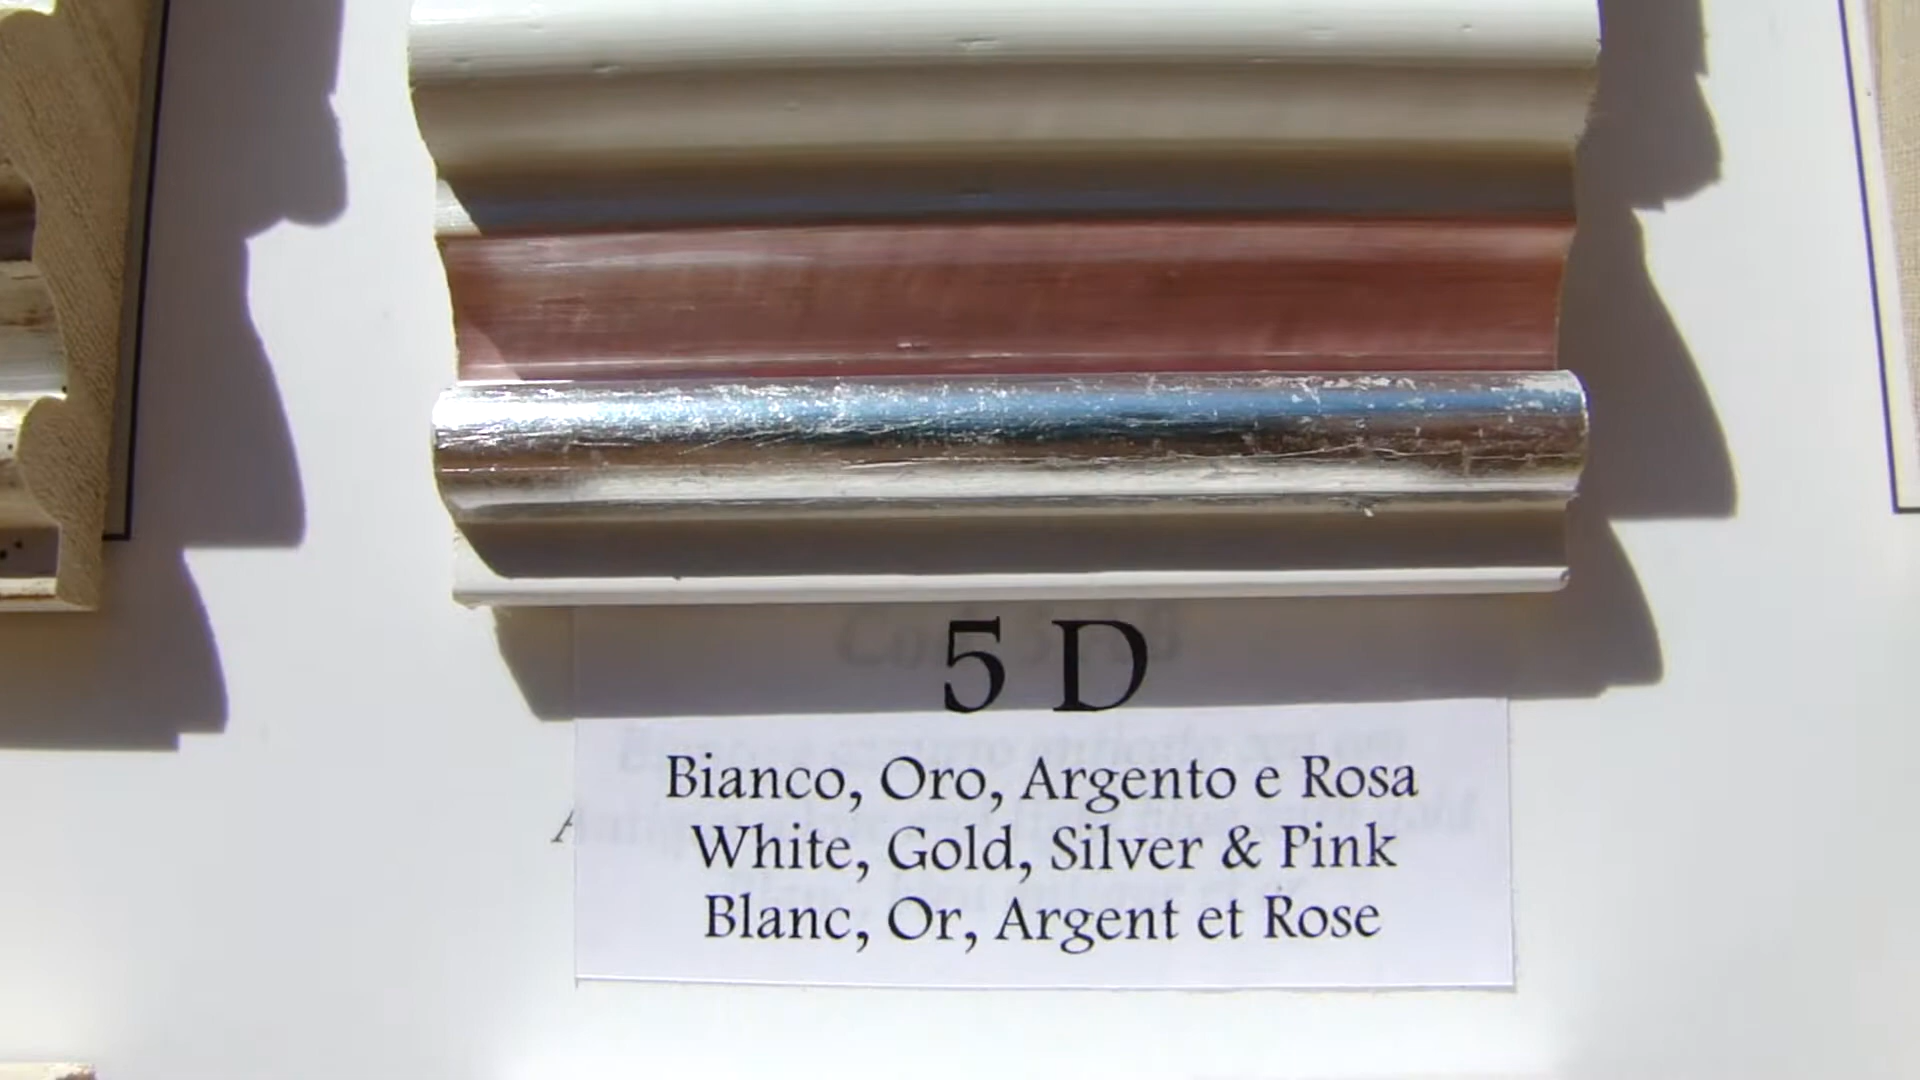 5 D
Bianco, Oro, Argento e Rosa
White, Gold, Silver & Pink
Blanc, Or, Argent et Rose